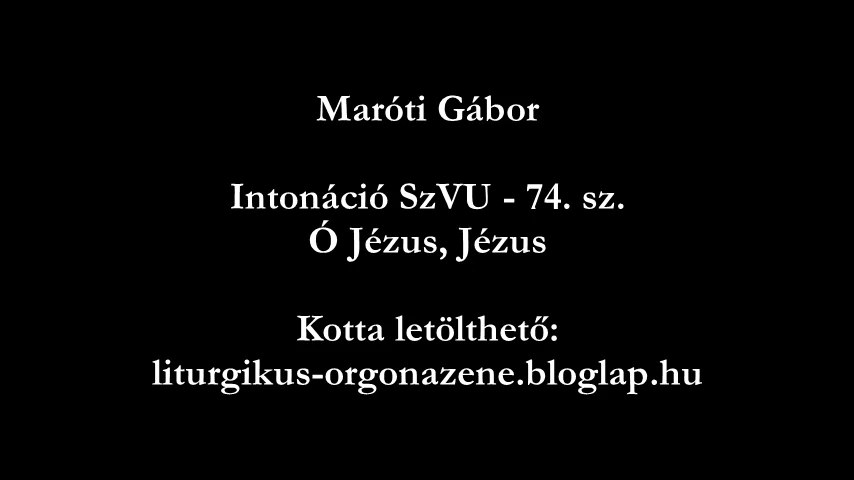 Maróti Gábor
Intonáció SzVU - 74. sz.
Ó Jézus, Jézus
Kotta letölthető:
liturgikus-orgonazene.bloglap.hu